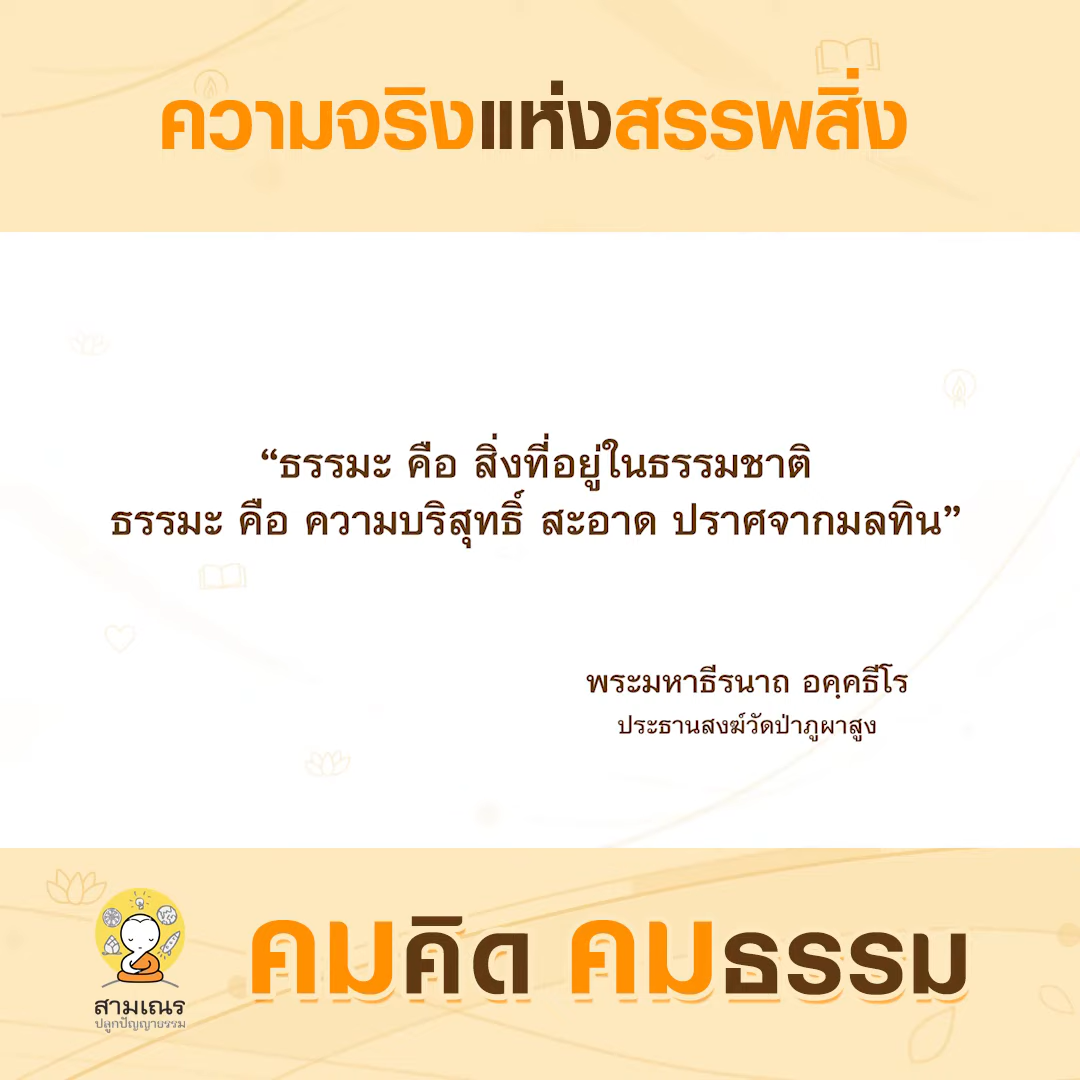 ความจริงแห่งสรรพสิ่ง
“ธรรมะ คือ สิ่งที่อยู่ในธรรมชาติ
ธรรมะ คือ ความบริสุทธิ์ สะอาด ปราศจากมลทิน”
พระมหาธีรนาถ อคฺคธีโร
ประธานสงฆ์วัดป่าภูผาสูง
คมคิด คมธรรม
สามเณร
ปลูกปัญญาธรรม